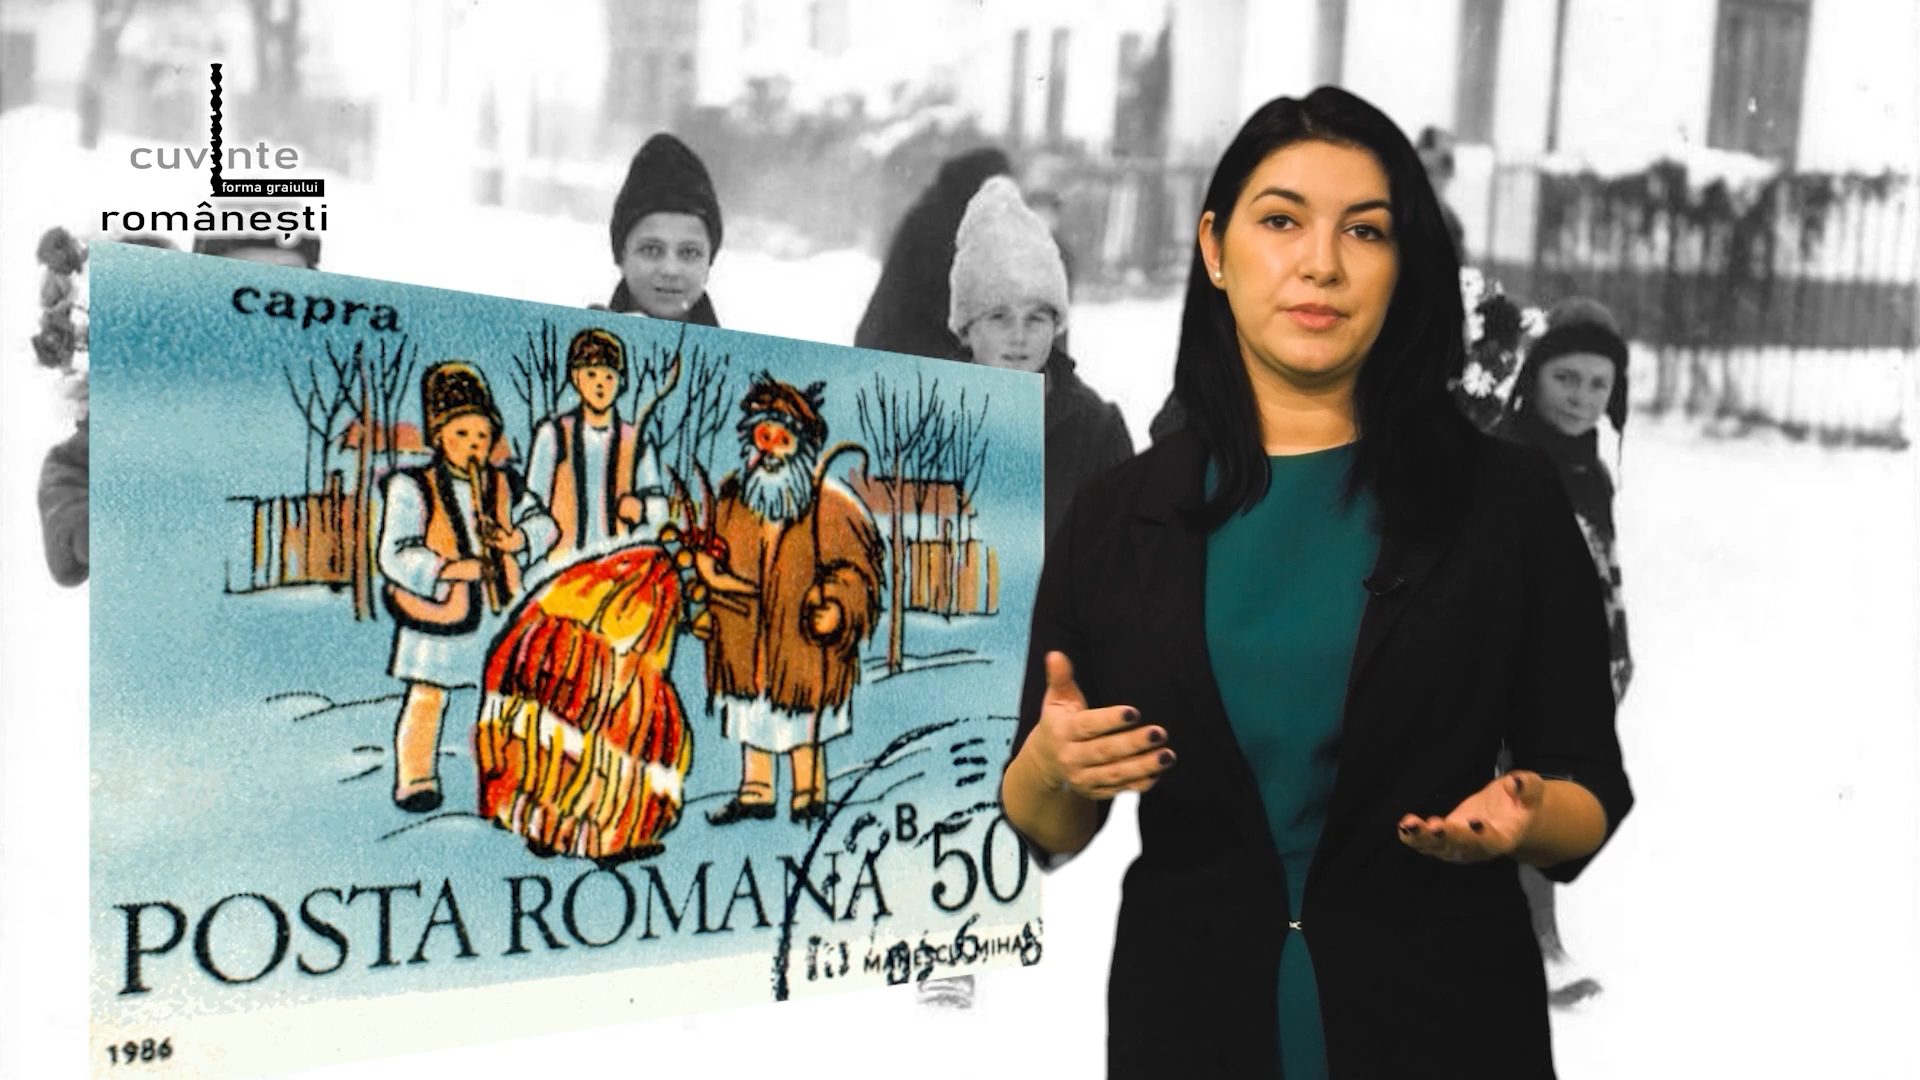 cuvinte
forma graiului
românești
capra
POSTA ROMANA 50
B
1986